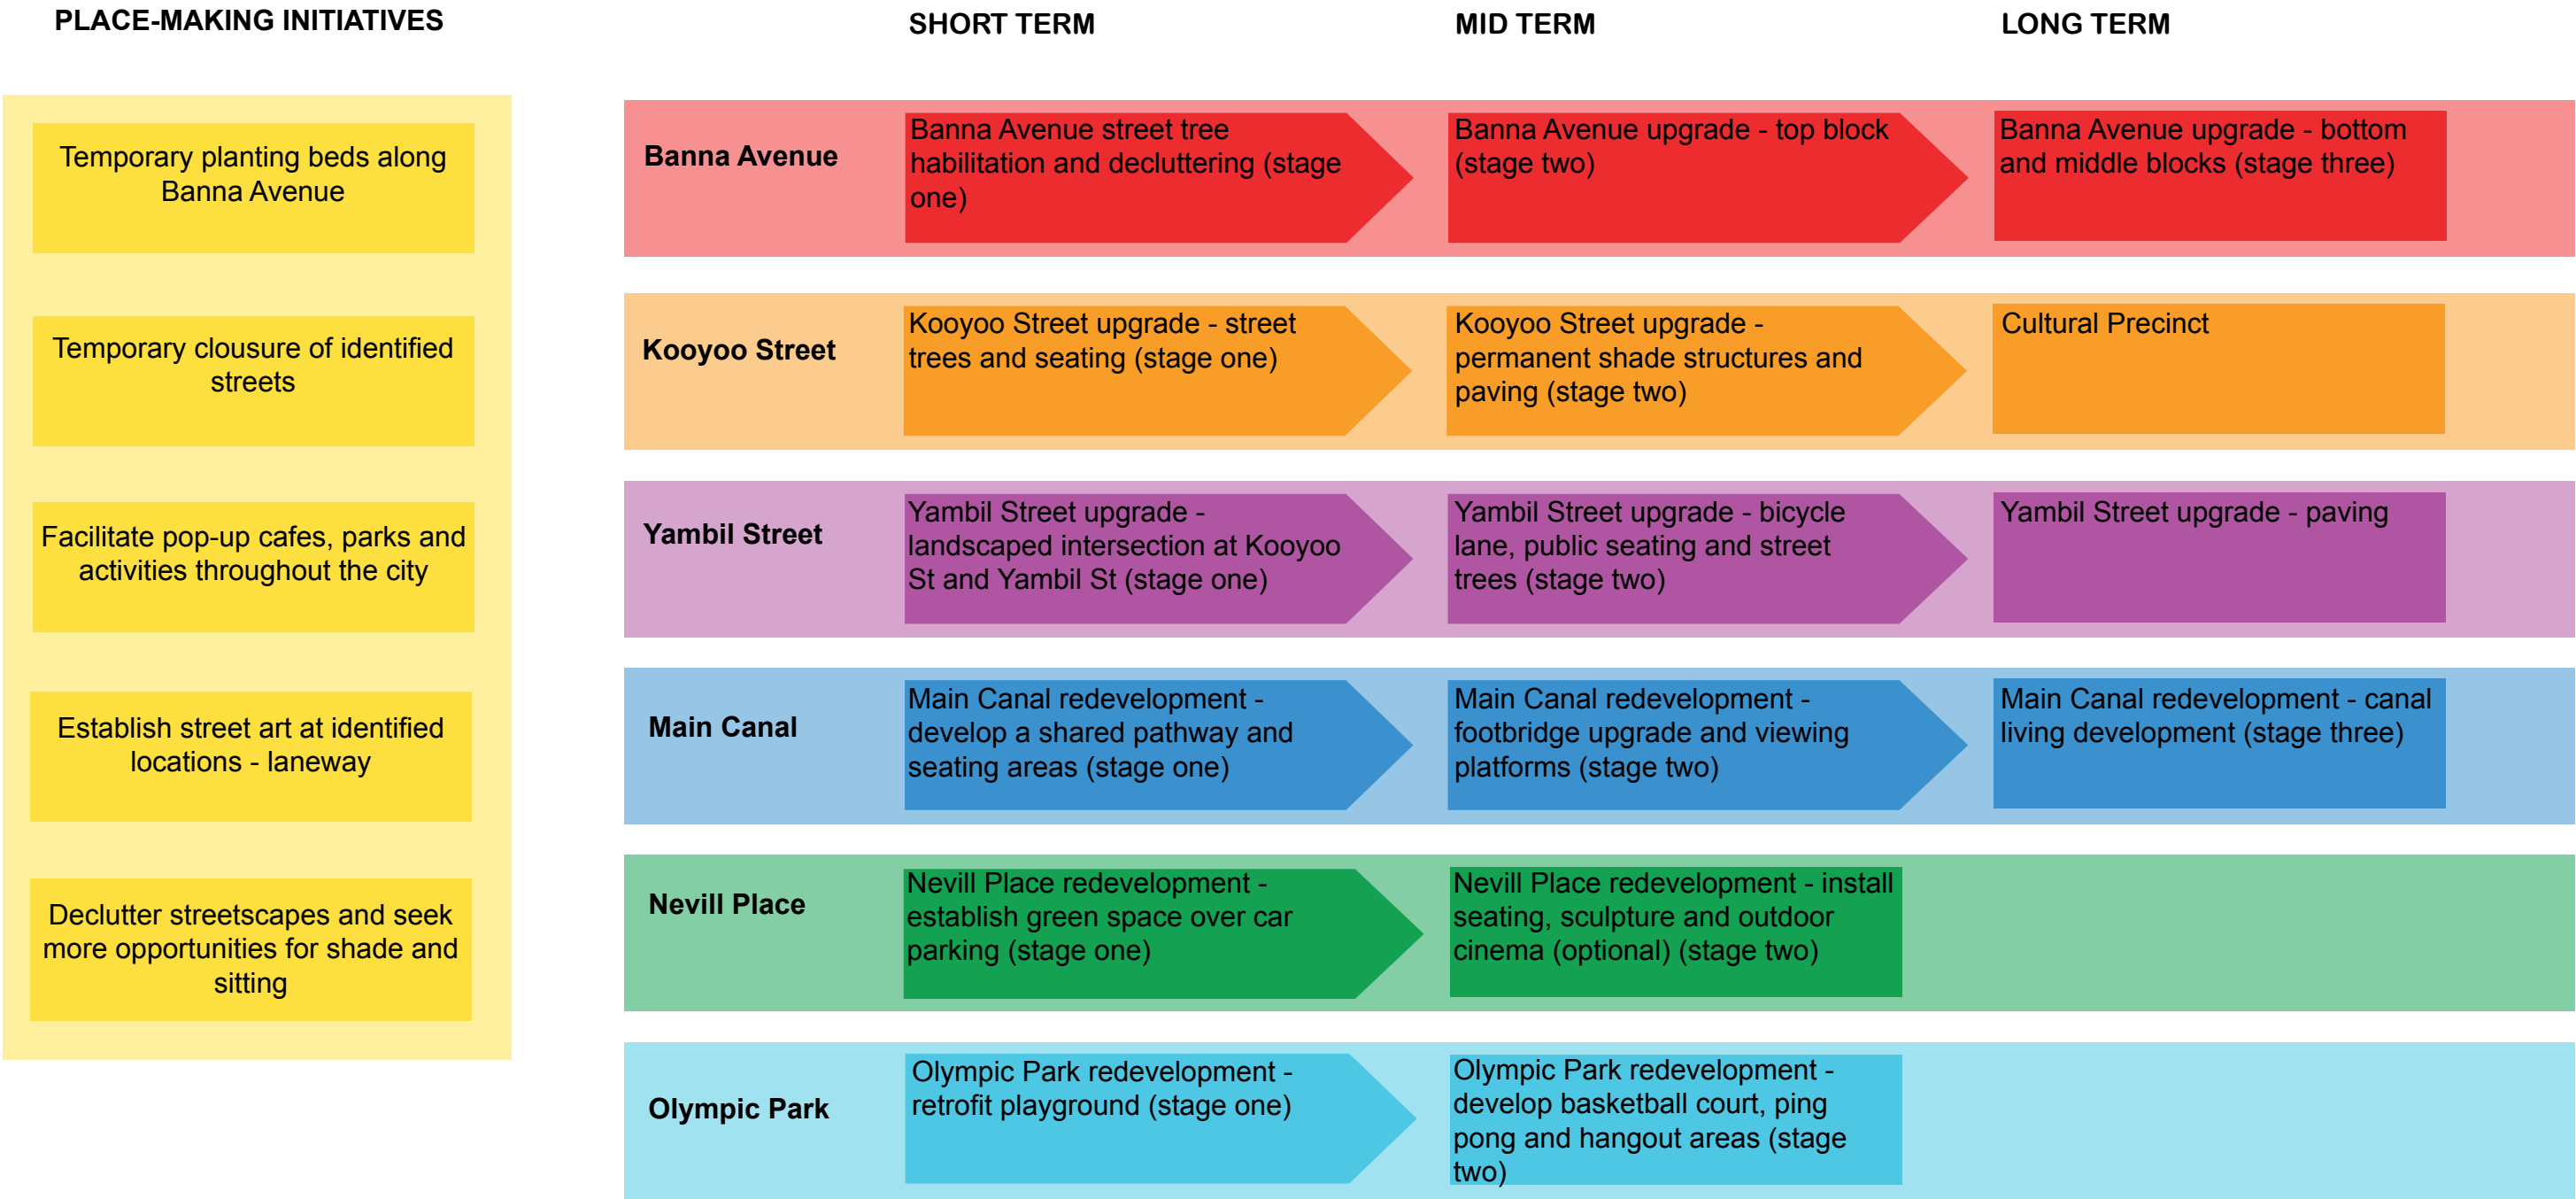 PLACE-MAKING INITIATIVES
SHORT TERM
MID TERM
LONG TERM
Temporary planting beds along
Banna Avenue
Temporary clousure of identified
streets
Facilitate pop-up cafes, parks and
activities throughout the city
Establish street art at identified
locations - laneway
Declutter streetscapes and seek
more opportunities for shade and
sitting
Banna Avenue
Banna Avenue street tree
habilitation and decluttering (stage
one)
Banna Avenue upgrade - top block
(stage two)
Banna Avenue upgrade - bottom
and middle blocks (stage three)
Kooyoo Street
Kooyoo Street upgrade - street
trees and seating (stage one)
Kooyoo Street upgrade -
permanent shade structures and
paving (stage two)
Cultural Precinct
Yambil Street
Yambil Street upgrade -
landscaped intersection at Kooyoo
St and Yambil St (stage one)
Yambil Street upgrade - bicycle
lane, public seating and street
trees (stage two)
Yambil Street upgrade - paving
Main Canal
Main Canal redevelopment -
develop a shared pathway and
seating areas (stage one)
Main Canal redevelopment -
footbridge upgrade and viewing
platforms (stage two)
Main Canal redevelopment - canal
living development (stage three)
Nevill Place
Nevill Place redevelopment -
establish green space over car
parking (stage one)
Nevill Place redevelopment - install
seating, sculpture and outdoor
cinema (optional) (stage two)
Olympic Park
Olympic Park redevelopment -
retrofit playground (stage one)
Olympic Park redevelopment -
develop basketball court, ping
pong and hangout areas (stage
two)